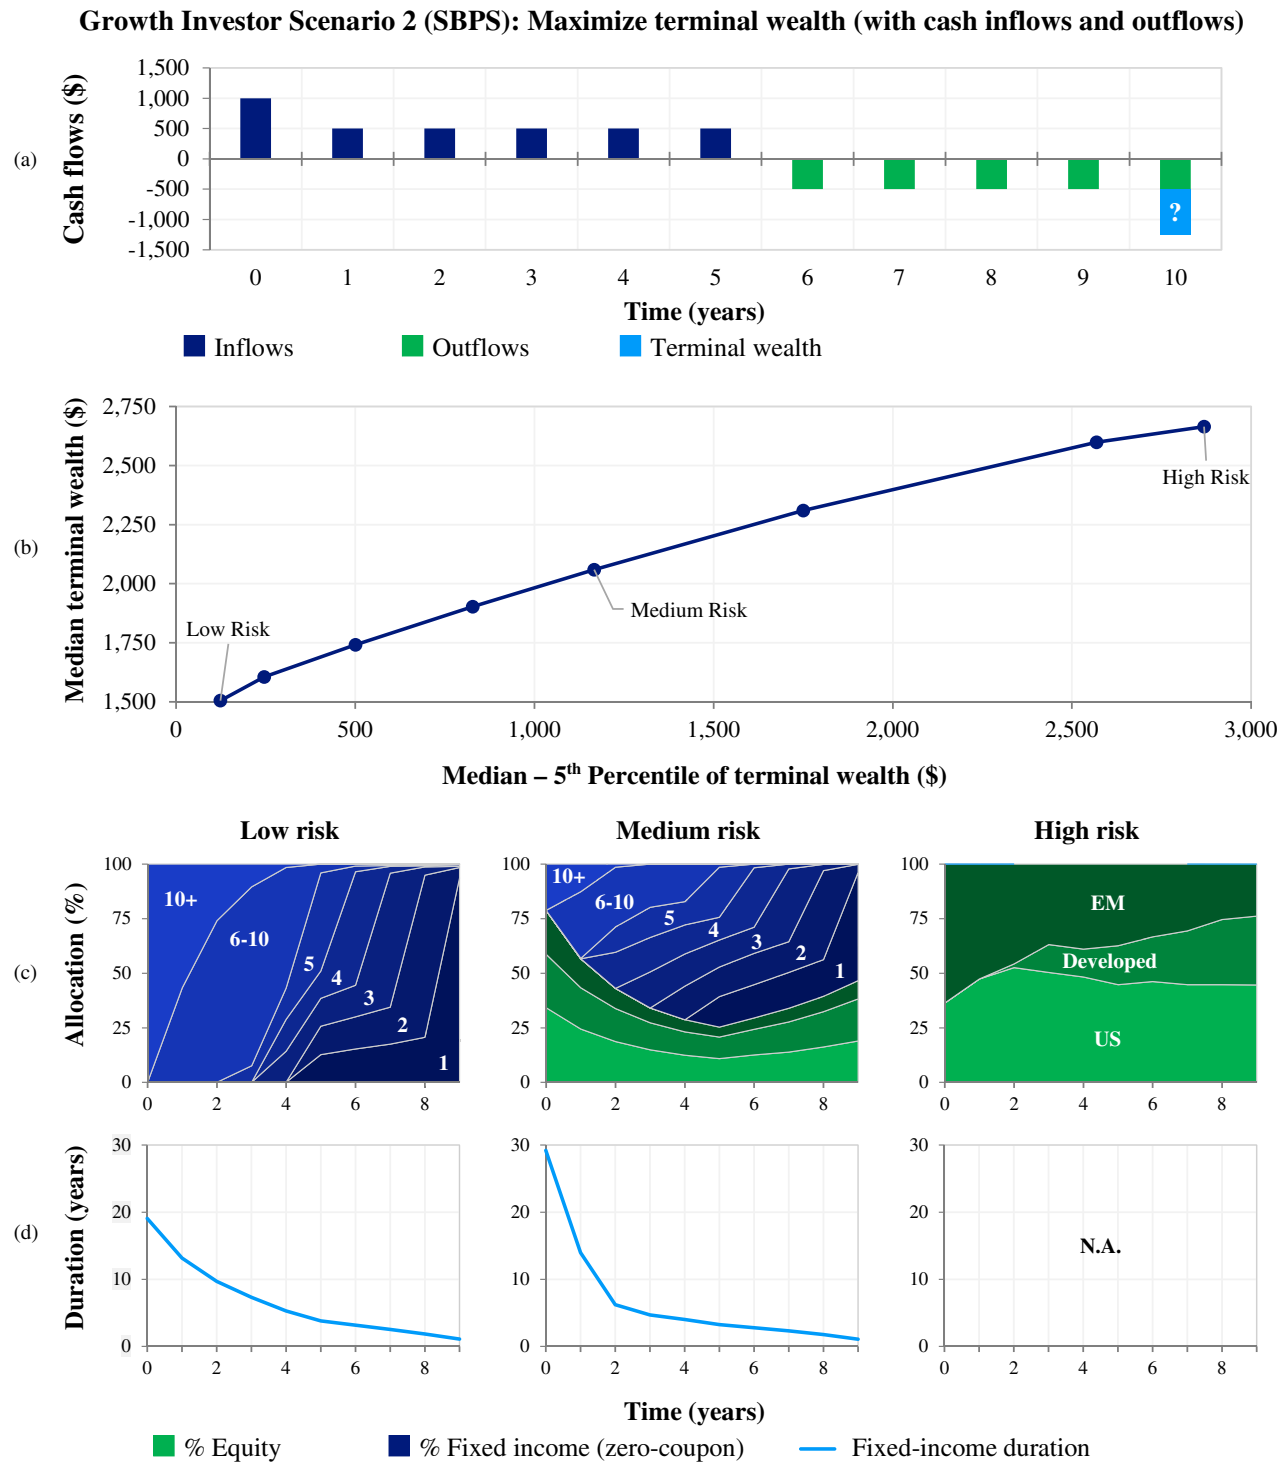 Growth Investor Scenario 2 (SBPS): Maximize terminal wealth (with cash inflows and outflows)
(a)
Cash flows ($)
1,500
1,000
500
0
-500
-1,000
-1,500
?
0 1 2 3 4 5 6 7 8 9 10
Time (years)
Inflows Outflows Terminal wealth
(b)
Median terminal wealth ($)
2,750
2,500
2,250
2,000
1,750
1,500
High Risk
Medium Risk
Low Risk
0 500 1,000 1,500 2,000 2,500 3,000
Median – 5th Percentile of terminal wealth ($)
Low risk Medium risk High risk
(c)
Allocation (%)
100
75
50
25
0
10+
6-10
5
4
3
2
1
0 2 4 6 8
100
75
50
25
0
10+
6-10
5
4
3
2
1
0 2 4 6 8
100
75
50
25
0
EM
Developed
US
0 2 4 6 8
(d)
Duration (years)
30
20
10
0
0 2 4 6 8
30
20
10
0
0 2 4 6 8
30
20
10
0
N.A.
0 2 4 6 8
Time (years)
% Equity % Fixed income (zero-coupon) Fixed-income duration